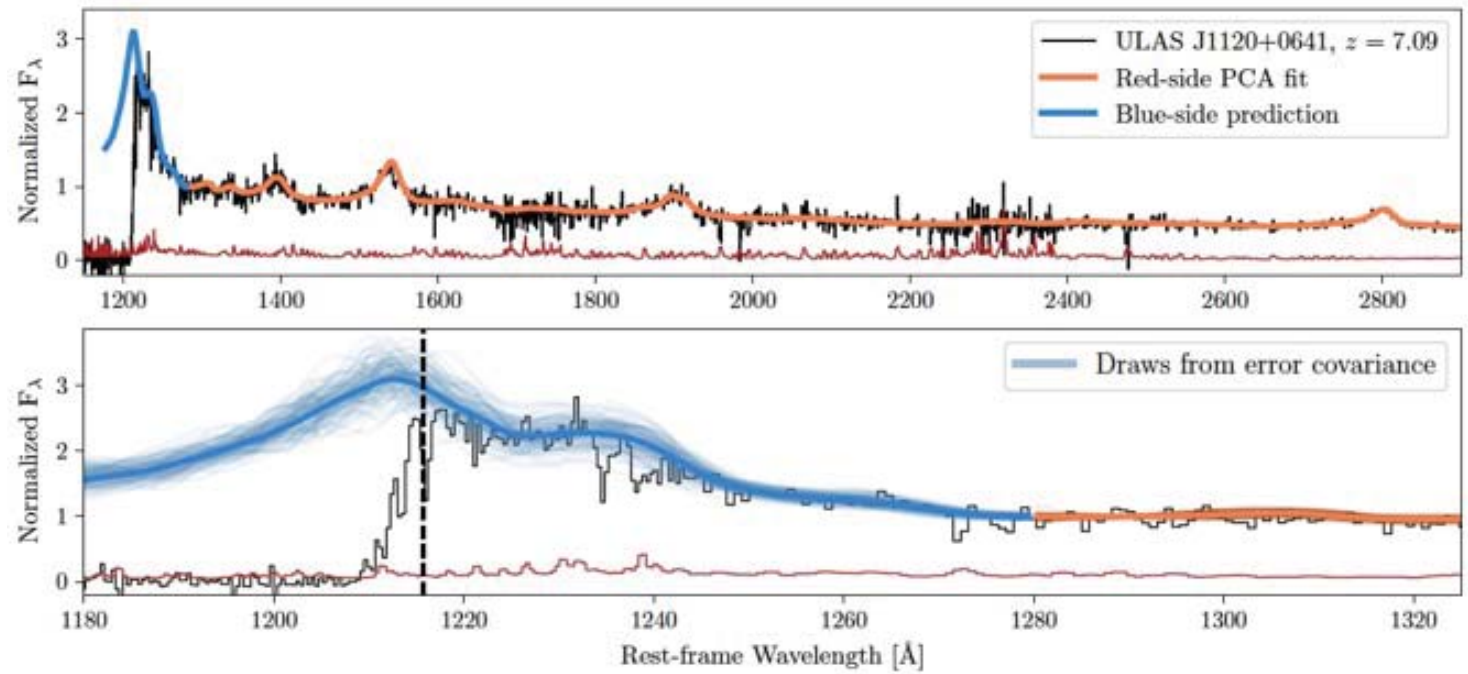 Normalized F_λ
3
2
1
0
ULAS J1120+0641, z = 7.09
Red-side PCA fit
Blue-side prediction
1200 1400 1600 1800 2000 2200 2400 2600 2800
Normalized F_λ
3
2
1
0
Draws from error covariance
1180 1200 1220 1240 1260 1280 1300 1320
Rest-frame Wavelength [Å]